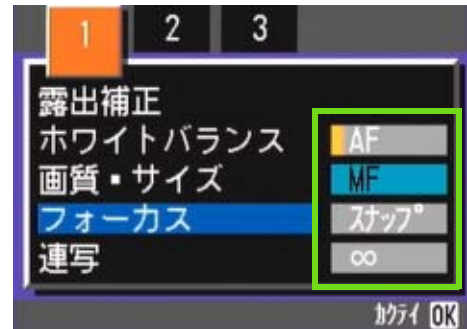 1 2 3
露出補正
ホワイトバランス AF
画質・サイズ MF
フォーカス スナップ
連写 ∞
カクテイ OK